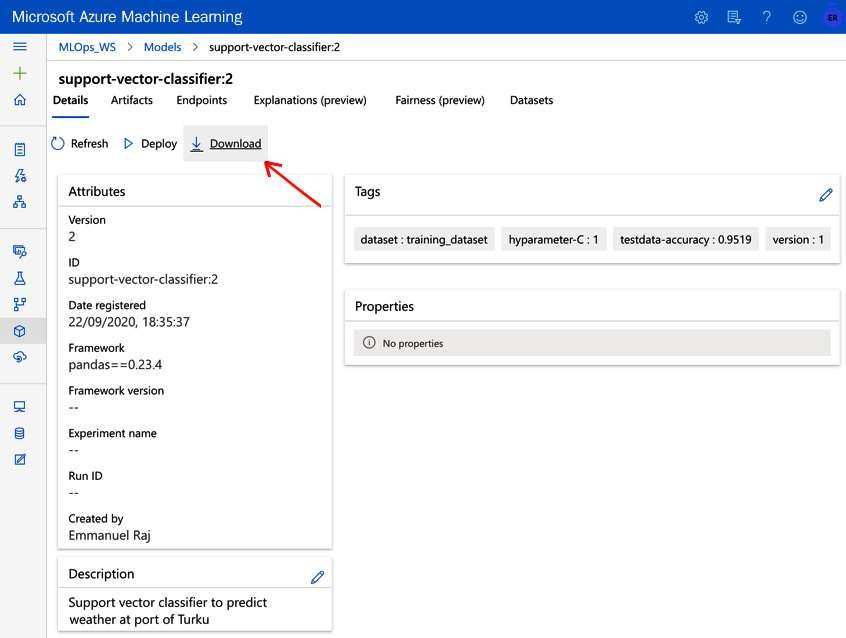 Microsoft Azure Machine Learning
ER
MLOps_WS > Models > support-vector-classifier:2
support-vector-classifier:2
Details Artifacts Endpoints Explanations (preview) Fairness (preview) Datasets
Refresh Deploy Download
Attributes
Version
2
ID
support-vector-classifier:2
Date registered
22/09/2020, 18:35:37
Framework
pandas==0.23.4
Framework version
--
Experiment name
--
Run ID
--
Created by
Emmanuel Raj
Description
Support vector classifier to predict
weather at port of Turku
Tags
dataset : training_dataset hyparameter-C : 1 testdata-accuracy : 0.9519 version : 1
Properties
No properties